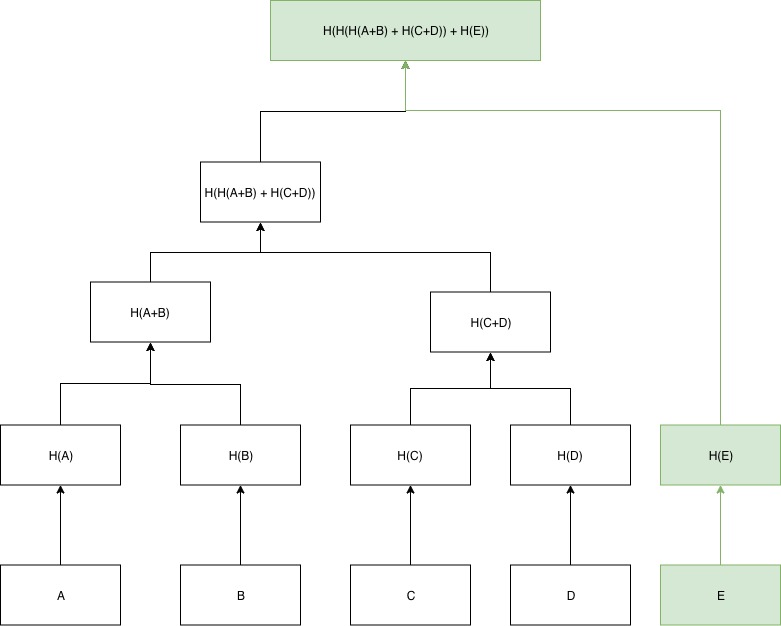 H(H(H(A+B) + H(C+D)) + H(E))
H(H(A+B) + H(C+D))
H(A+B)
H(C+D)
H(A)
H(B)
H(C)
H(D)
H(E)
A
B
C
D
E